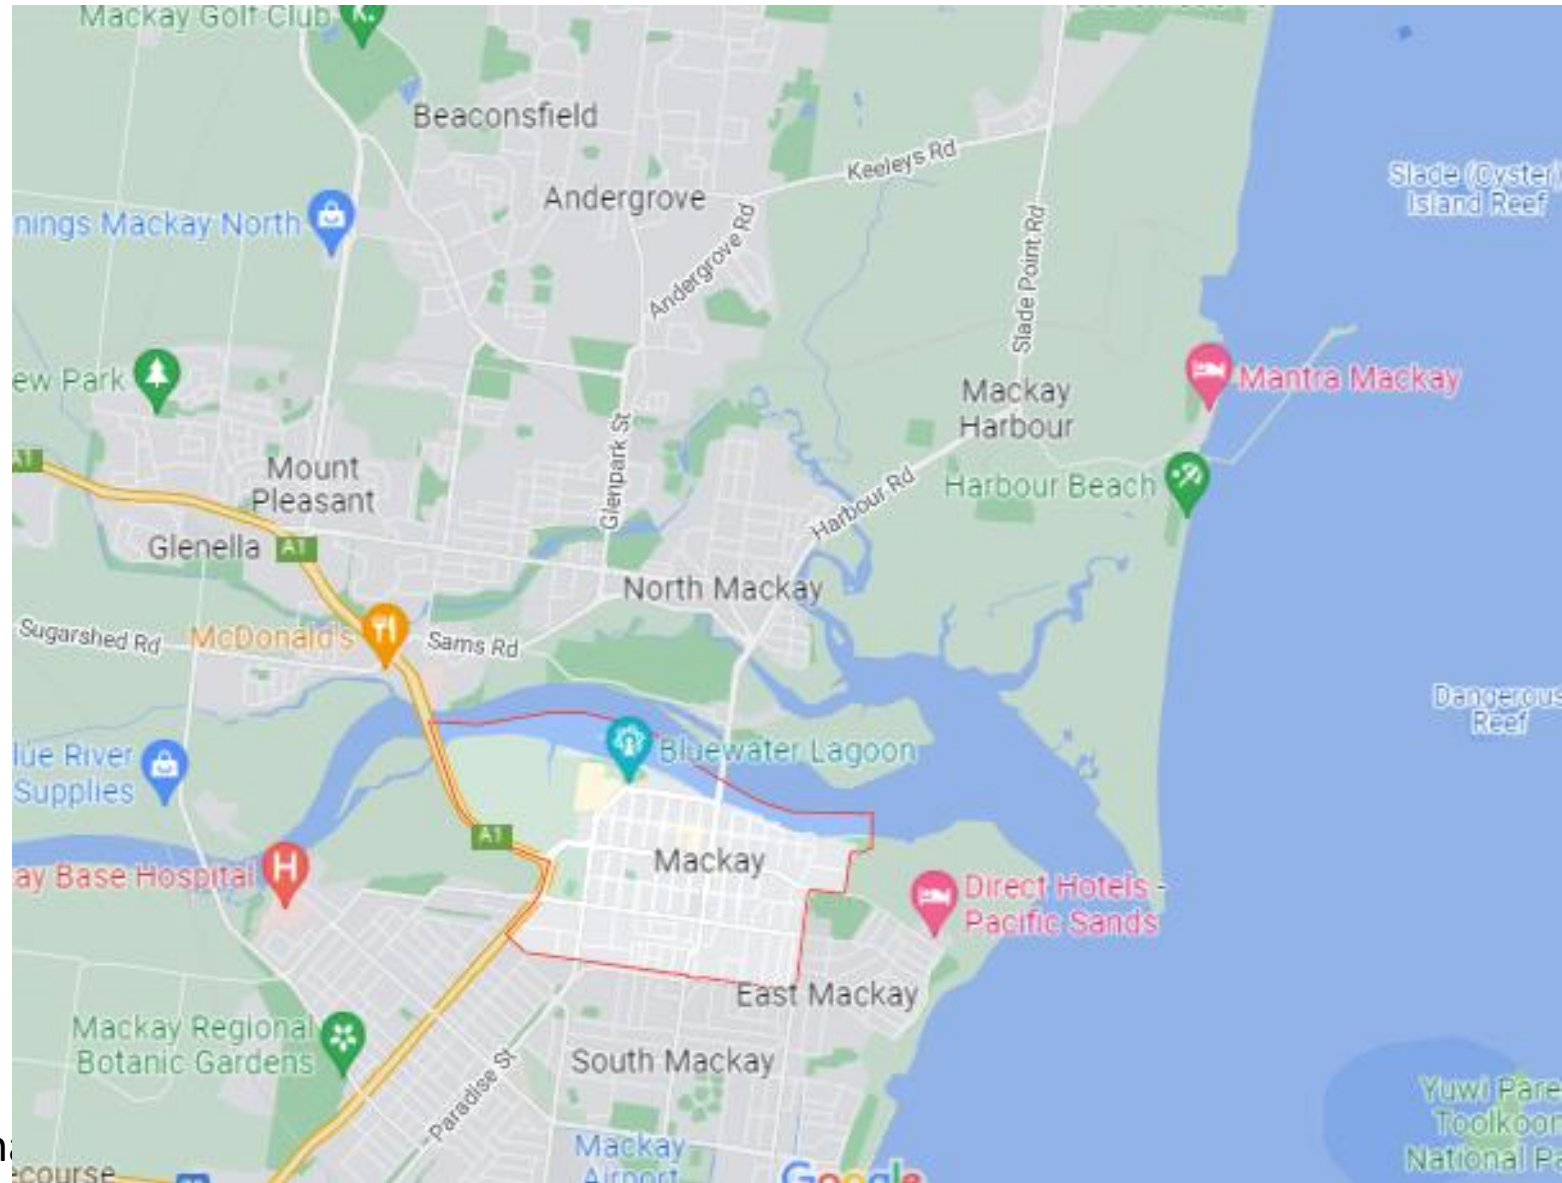 Mackay Golf Club
Beaconsfield
Keeleys Rd
Andergrove
Slade (Oyster)
Island Reef
nings Mackay North
Andergrove Rd
Slade Point Rd
ew Park
Mantra Mackay
Mackay
Harbour
A1
Mount
Pleasant
Glenpark St
Harbour Rd
Harbour Beach
Glenella
A1
North Mackay
Sugarshed Rd
McDonald's
Sams Rd
Dangerous
Reef
lue River
Supplies
Bluewater Lagoon
A1
Mackay
ay Base Hospital
Direct Hotels -
Pacific Sands
East Mackay
Mackay Regional
Botanic Gardens
South Mackay
Paradise St
Yuwi Pare
Toolkoon
National Pa
Mackay
Airport
ecourse
Google